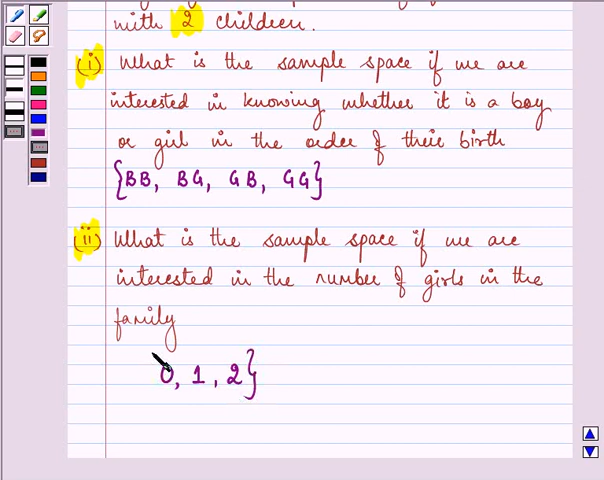 with 2 children.
(i) What is the sample space if we are
interested in knowing whether it is a boy
or girl in the order of their birth
{BB, BG, GB, GG}
(ii) What is the sample space if we are
interested in the number of girls in the
family
0, 1, 2}